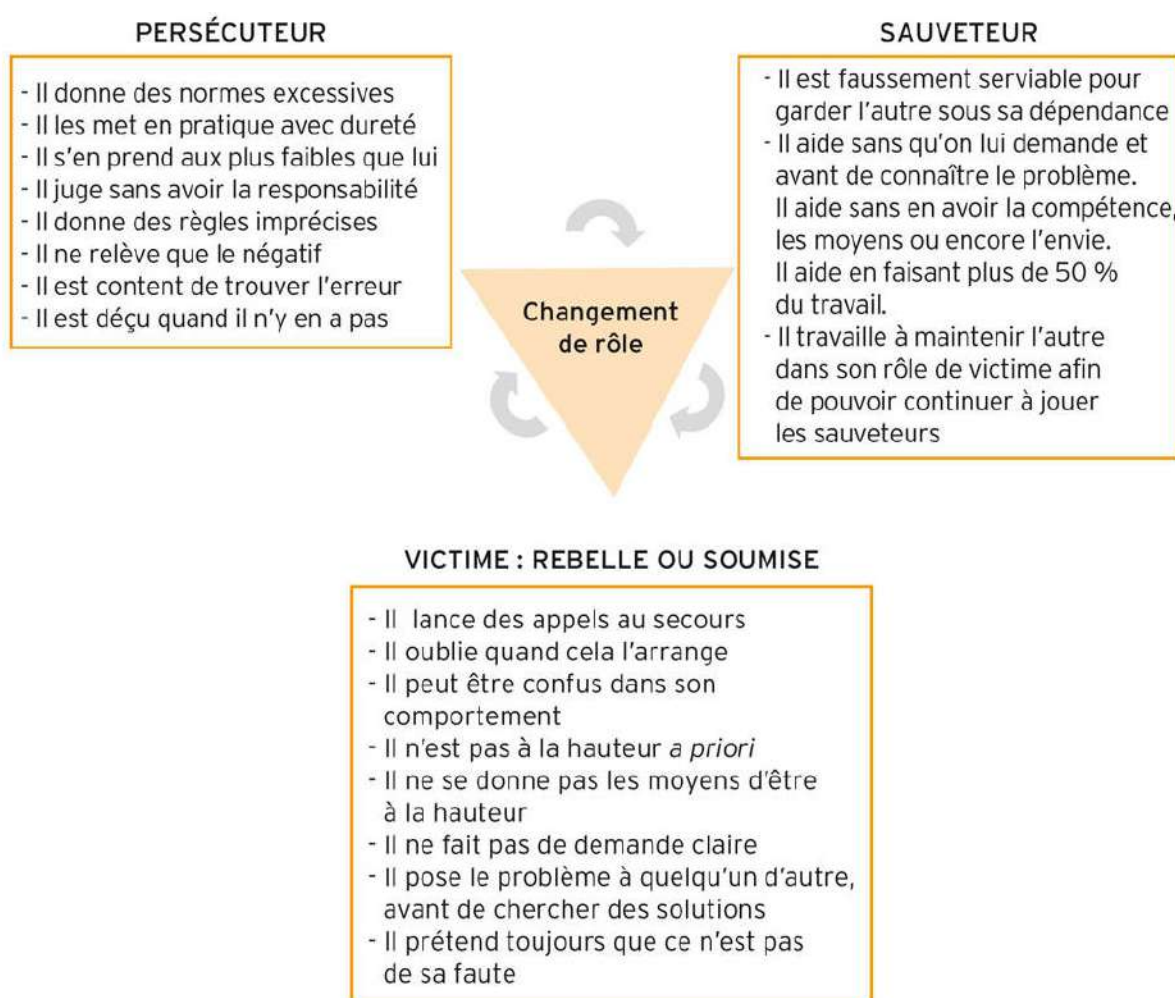 PERSÉCUTEUR
- Il donne des normes excessives
- Il les met en pratique avec dureté
- Il s'en prend aux plus faibles que lui
- Il juge sans avoir la responsabilité
- Il donne des règles imprécises
- Il ne relève que le négatif
- Il est content de trouver l'erreur
- Il est déçu quand il n'y en a pas
SAUVETEUR
- Il est faussement serviable pour
garder l'autre sous sa dépendance
- Il aide sans qu'on lui demande et
avant de connaître le problème.
Il aide sans en avoir la compétence,
les moyens ou encore l'envie.
Il aide en faisant plus de 50 %
du travail.
- Il travaille à maintenir l'autre
dans son rôle de victime afin
de pouvoir continuer à jouer
les sauveteurs
Changement
de rôle
VICTIME : REBELLE OU SOUMISE
- Il lance des appels au secours
- Il oublie quand cela l'arrange
- Il peut être confus dans son
comportement
- Il n'est pas à la hauteur a priori
- Il ne se donne pas les moyens d'être
à la hauteur
- Il ne fait pas de demande claire
- Il pose le problème à quelqu'un d'autre,
avant de chercher des solutions
- Il prétend toujours que ce n'est pas
de sa faute